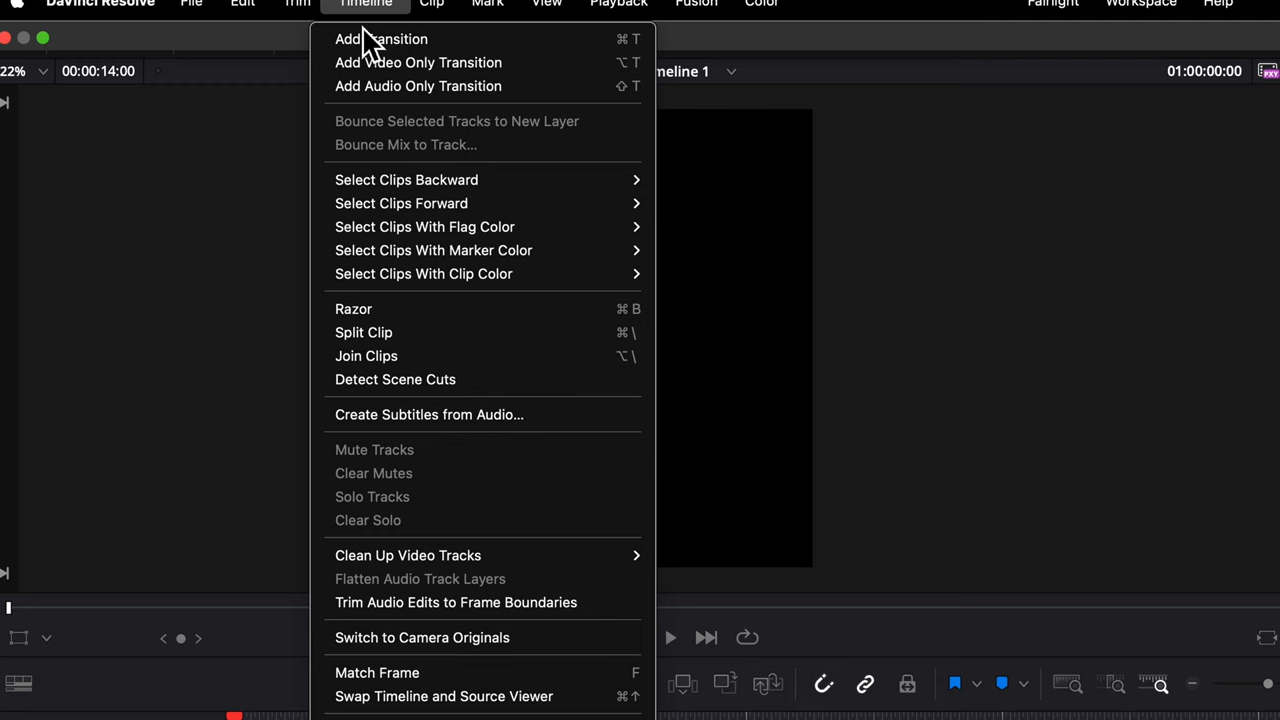 DaVinci Resolve File Edit Trim Timeline Clip Mark View Playback Fusion Color Fairlight Workspace Help
22% 00:00:14:00 meline 1 01:00:00:00
PXY
Add Transition ⌘ T
Add Video Only Transition ⌥ T
Add Audio Only Transition ⇧ T
Bounce Selected Tracks to New Layer
Bounce Mix to Track...
Select Clips Backward
Select Clips Forward
Select Clips With Flag Color
Select Clips With Marker Color
Select Clips With Clip Color
Razor ⌘ B
Split Clip ⌘ \
Join Clips ⌥ \
Detect Scene Cuts
Create Subtitles from Audio...
Mute Tracks
Clear Mutes
Solo Tracks
Clear Solo
Clean Up Video Tracks
Flatten Audio Track Layers
Trim Audio Edits to Frame Boundaries
Switch to Camera Originals
Match Frame F
Swap Timeline and Source Viewer ⌘ ↑